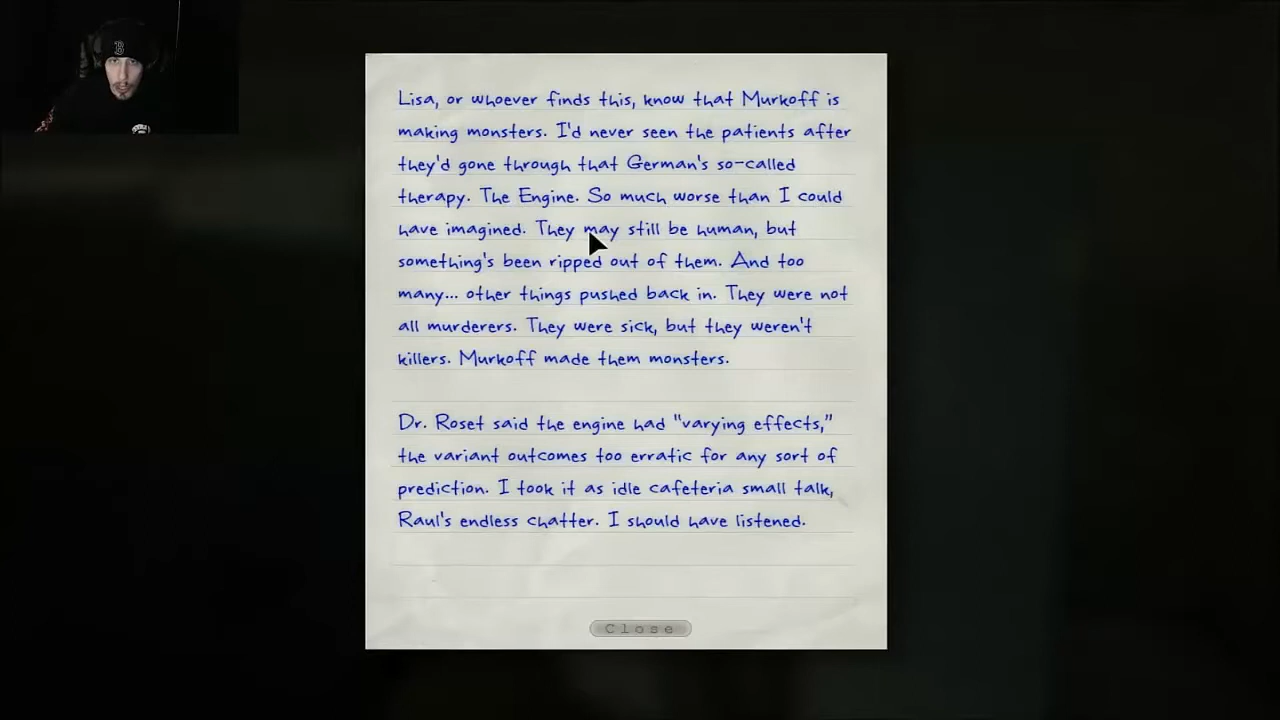 B
Lisa, or whoever finds this, know that Murkoff is
making monsters. I'd never seen the patients after
they'd gone through that German's so-called
therapy. The Engine. So much worse than I could
have imagined. They may still be human, but
something's been ripped out of them. And too
many... other things pushed back in. They were not
all murderers. They were sick, but they weren't
killers. Murkoff made them monsters.
Dr. Roset said the engine had "varying effects,"
the variant outcomes too erratic for any sort of
prediction. I took it as idle cafeteria small talk,
Raul's endless chatter. I should have listened.
Close